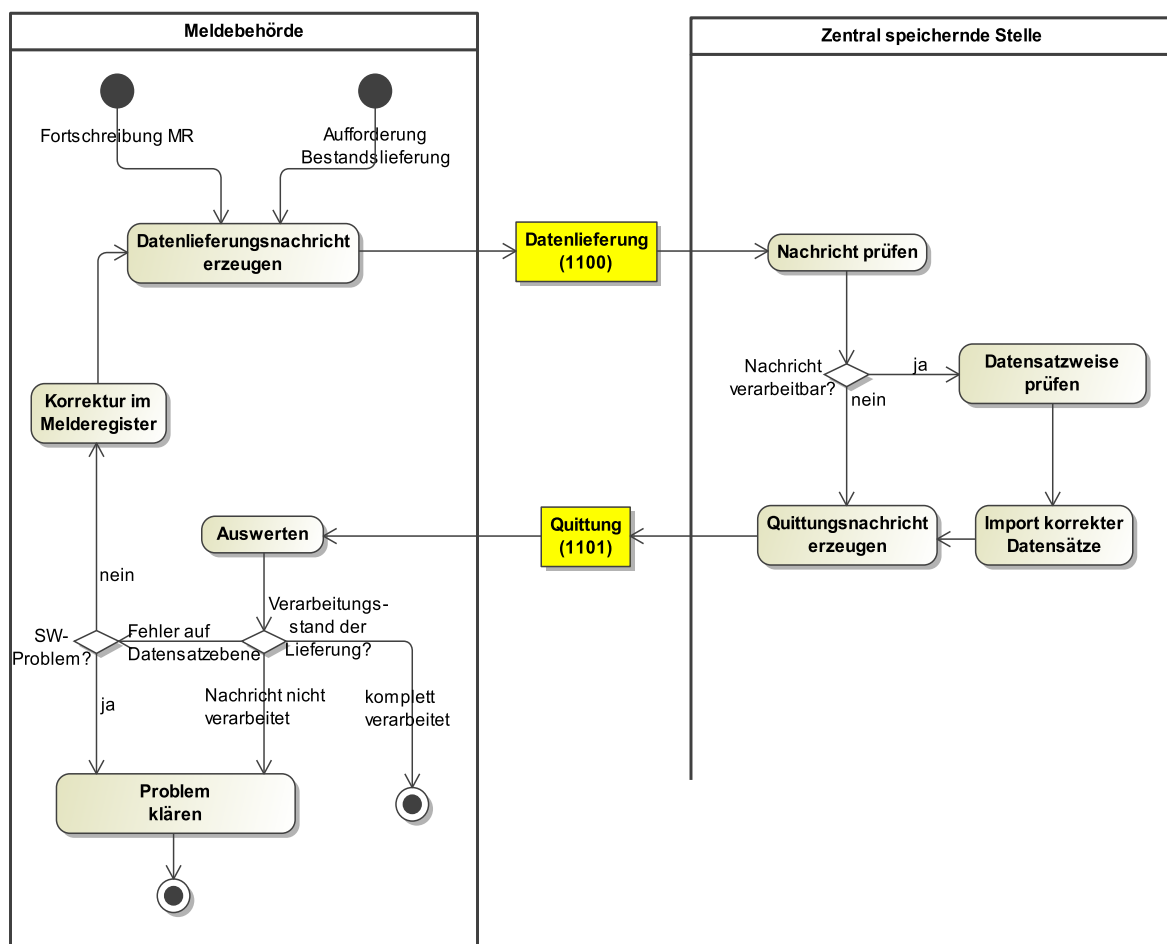 Meldebehörde
Zentral speichernde Stelle
Fortschreibung MR
Aufforderung
Bestandslieferung
Datenlieferungsnachricht
erzeugen
Datenlieferung
(1100)
Nachricht prüfen
Nachricht
verarbeitbar?
ja
nein
Datensatzweise
prüfen
Korrektur im
Melderegister
Auswerten
Quittung
(1101)
Quittungsnachricht
erzeugen
Import korrekter
Datensätze
nein
SW-
Problem?
Fehler auf
Datensatzebene
Verarbeitungs-
stand der
Lieferung?
ja
Nachricht nicht
verarbeitet
komplett
verarbeitet
Problem
klären